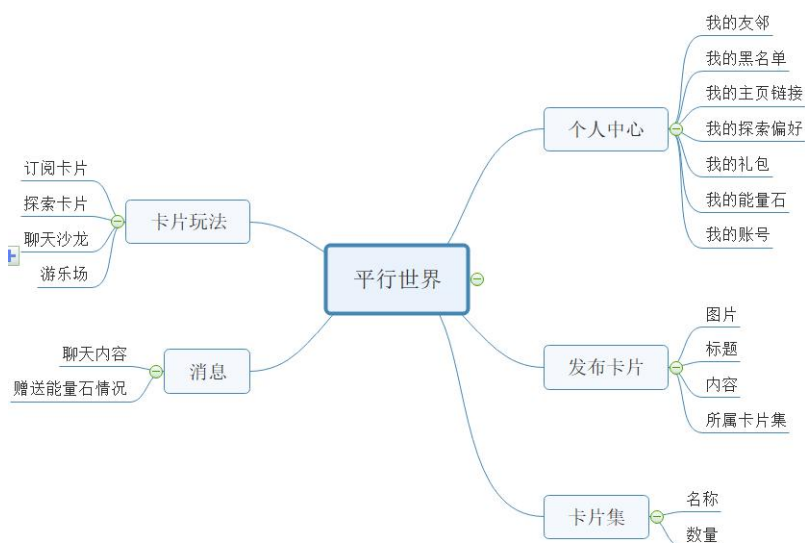 平行世界
个人中心
我的友邻
我的黑名单
我的主页链接
我的探索偏好
我的礼包
我的能量石
我的账号
发布卡片
图片
标题
内容
所属卡片集
卡片集
名称
数量
卡片玩法
订阅卡片
探索卡片
聊天沙龙
游乐场
消息
聊天内容
赠送能量石情况